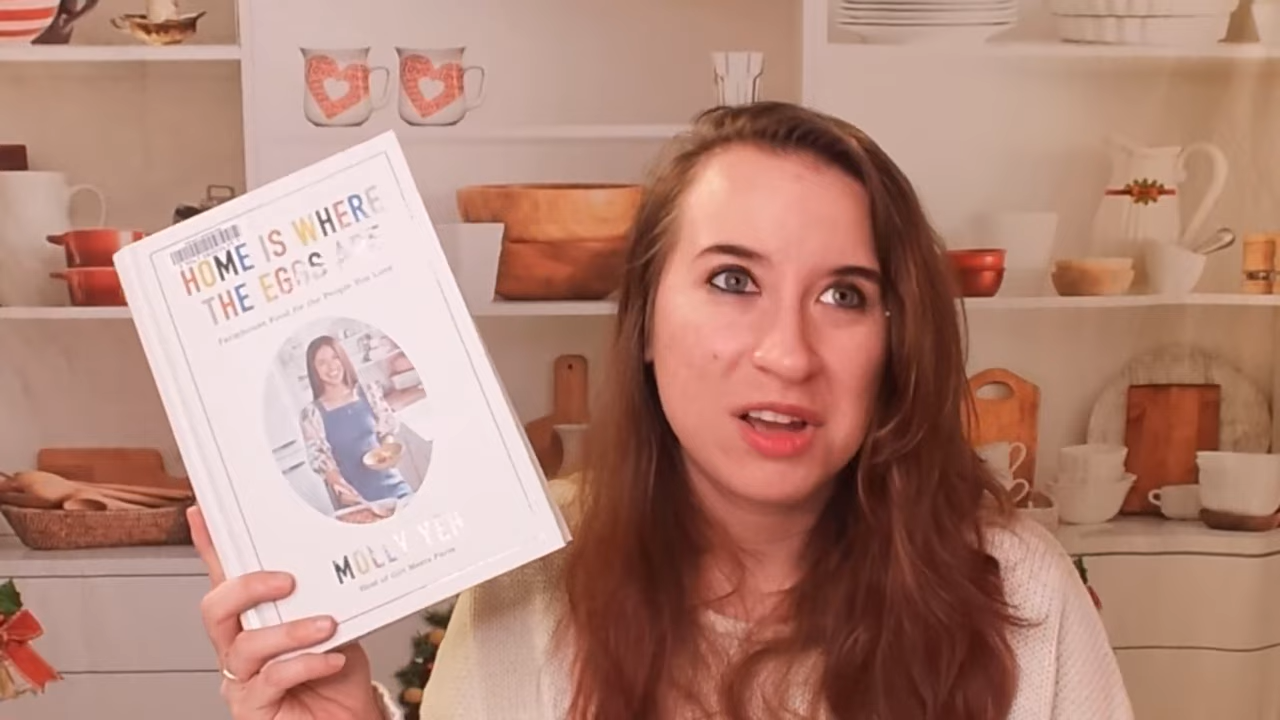 HOME IS WHERE
THE EGGS ARE
Farmhouse Food for the People You Love
MOLLY YEH
Host of Girl Meets Farm